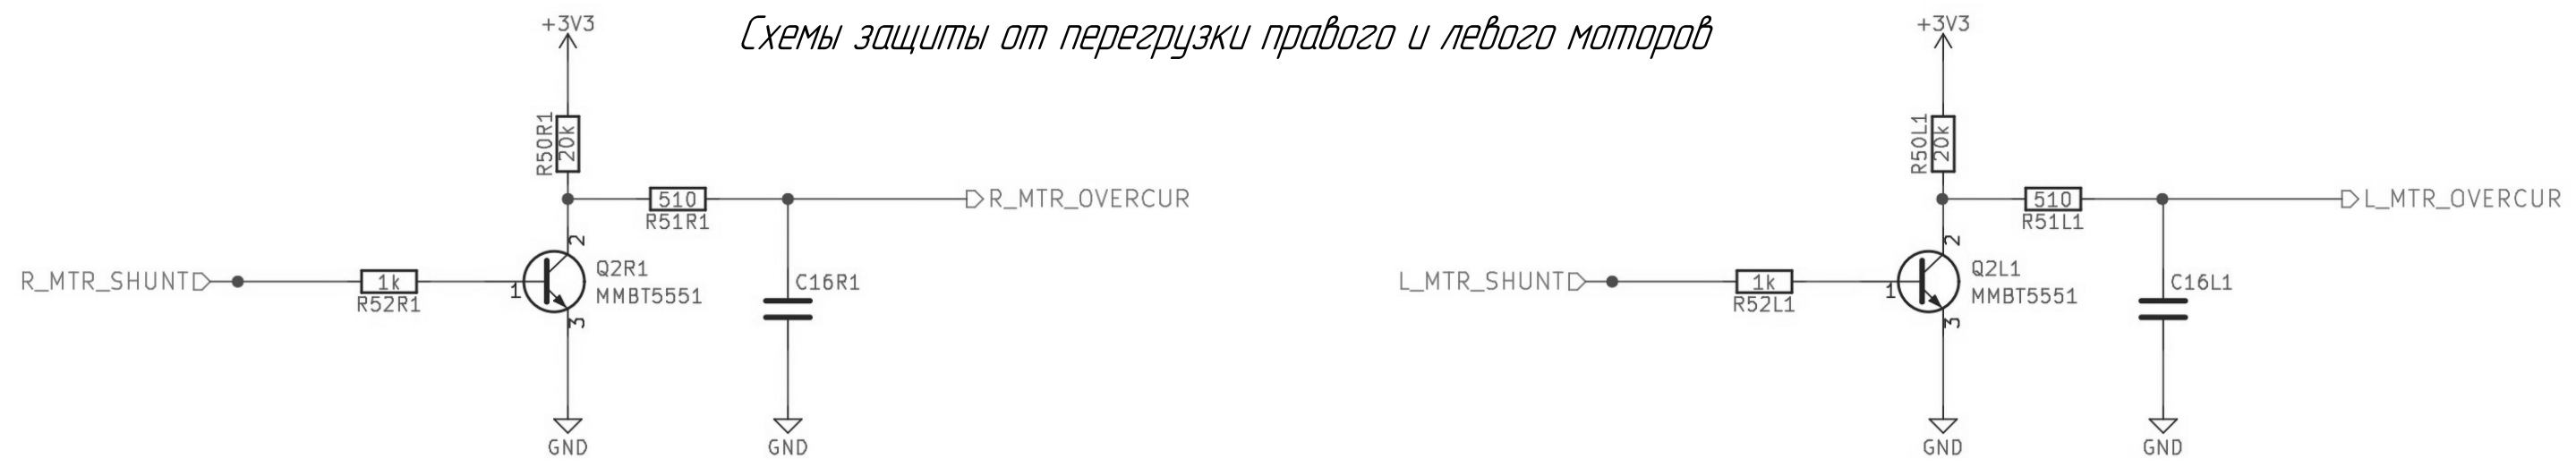 Схемы защиты от перегрузки правого и левого моторов
+3V3
R50R1
20k
510
R51R1
R_MTR_OVERCUR
R_MTR_SHUNT
1k
R52R1
1
2
3
Q2R1
MMBT5551
C16R1
GND
GND
+3V3
R50L1
20k
510
R51L1
L_MTR_OVERCUR
L_MTR_SHUNT
1k
R52L1
1
2
3
Q2L1
MMBT5551
C16L1
GND
GND